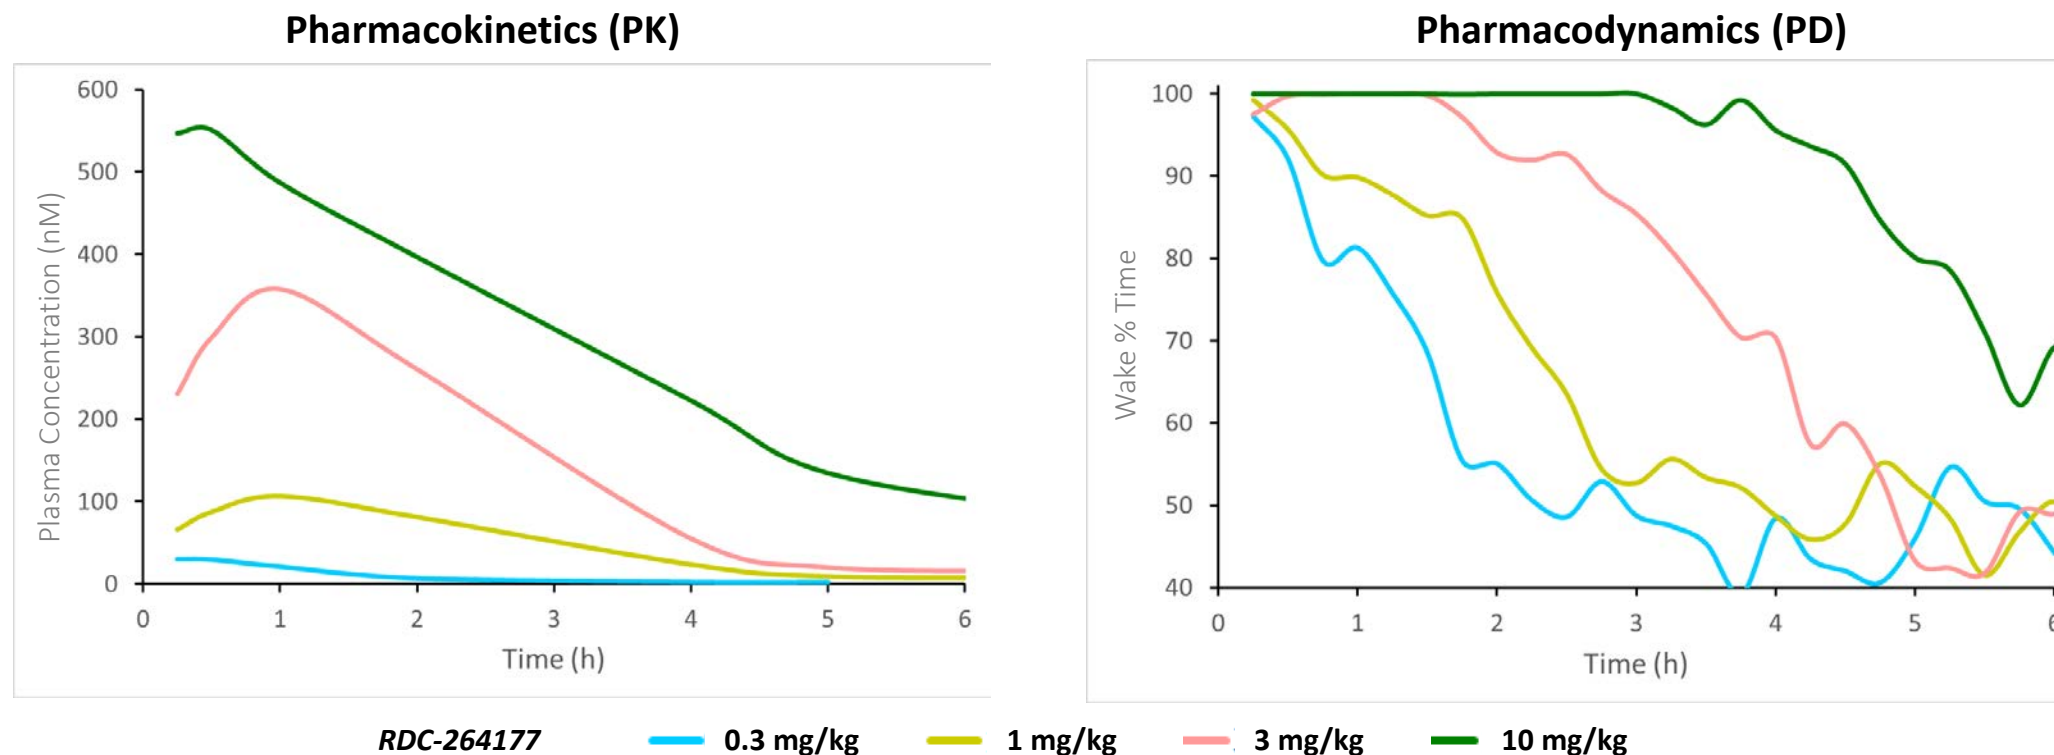 Pharmacokinetics (PK)
Plasma Concentration (nM)
600
500
400
300
200
100
0
0 1 2 3 4 5 6
Time (h)
Pharmacodynamics (PD)
Wake % Time
100
90
80
70
60
50
40
0 1 2 3 4 5 6
Time (h)
RDC-264177 0.3 mg/kg 1 mg/kg 3 mg/kg 10 mg/kg